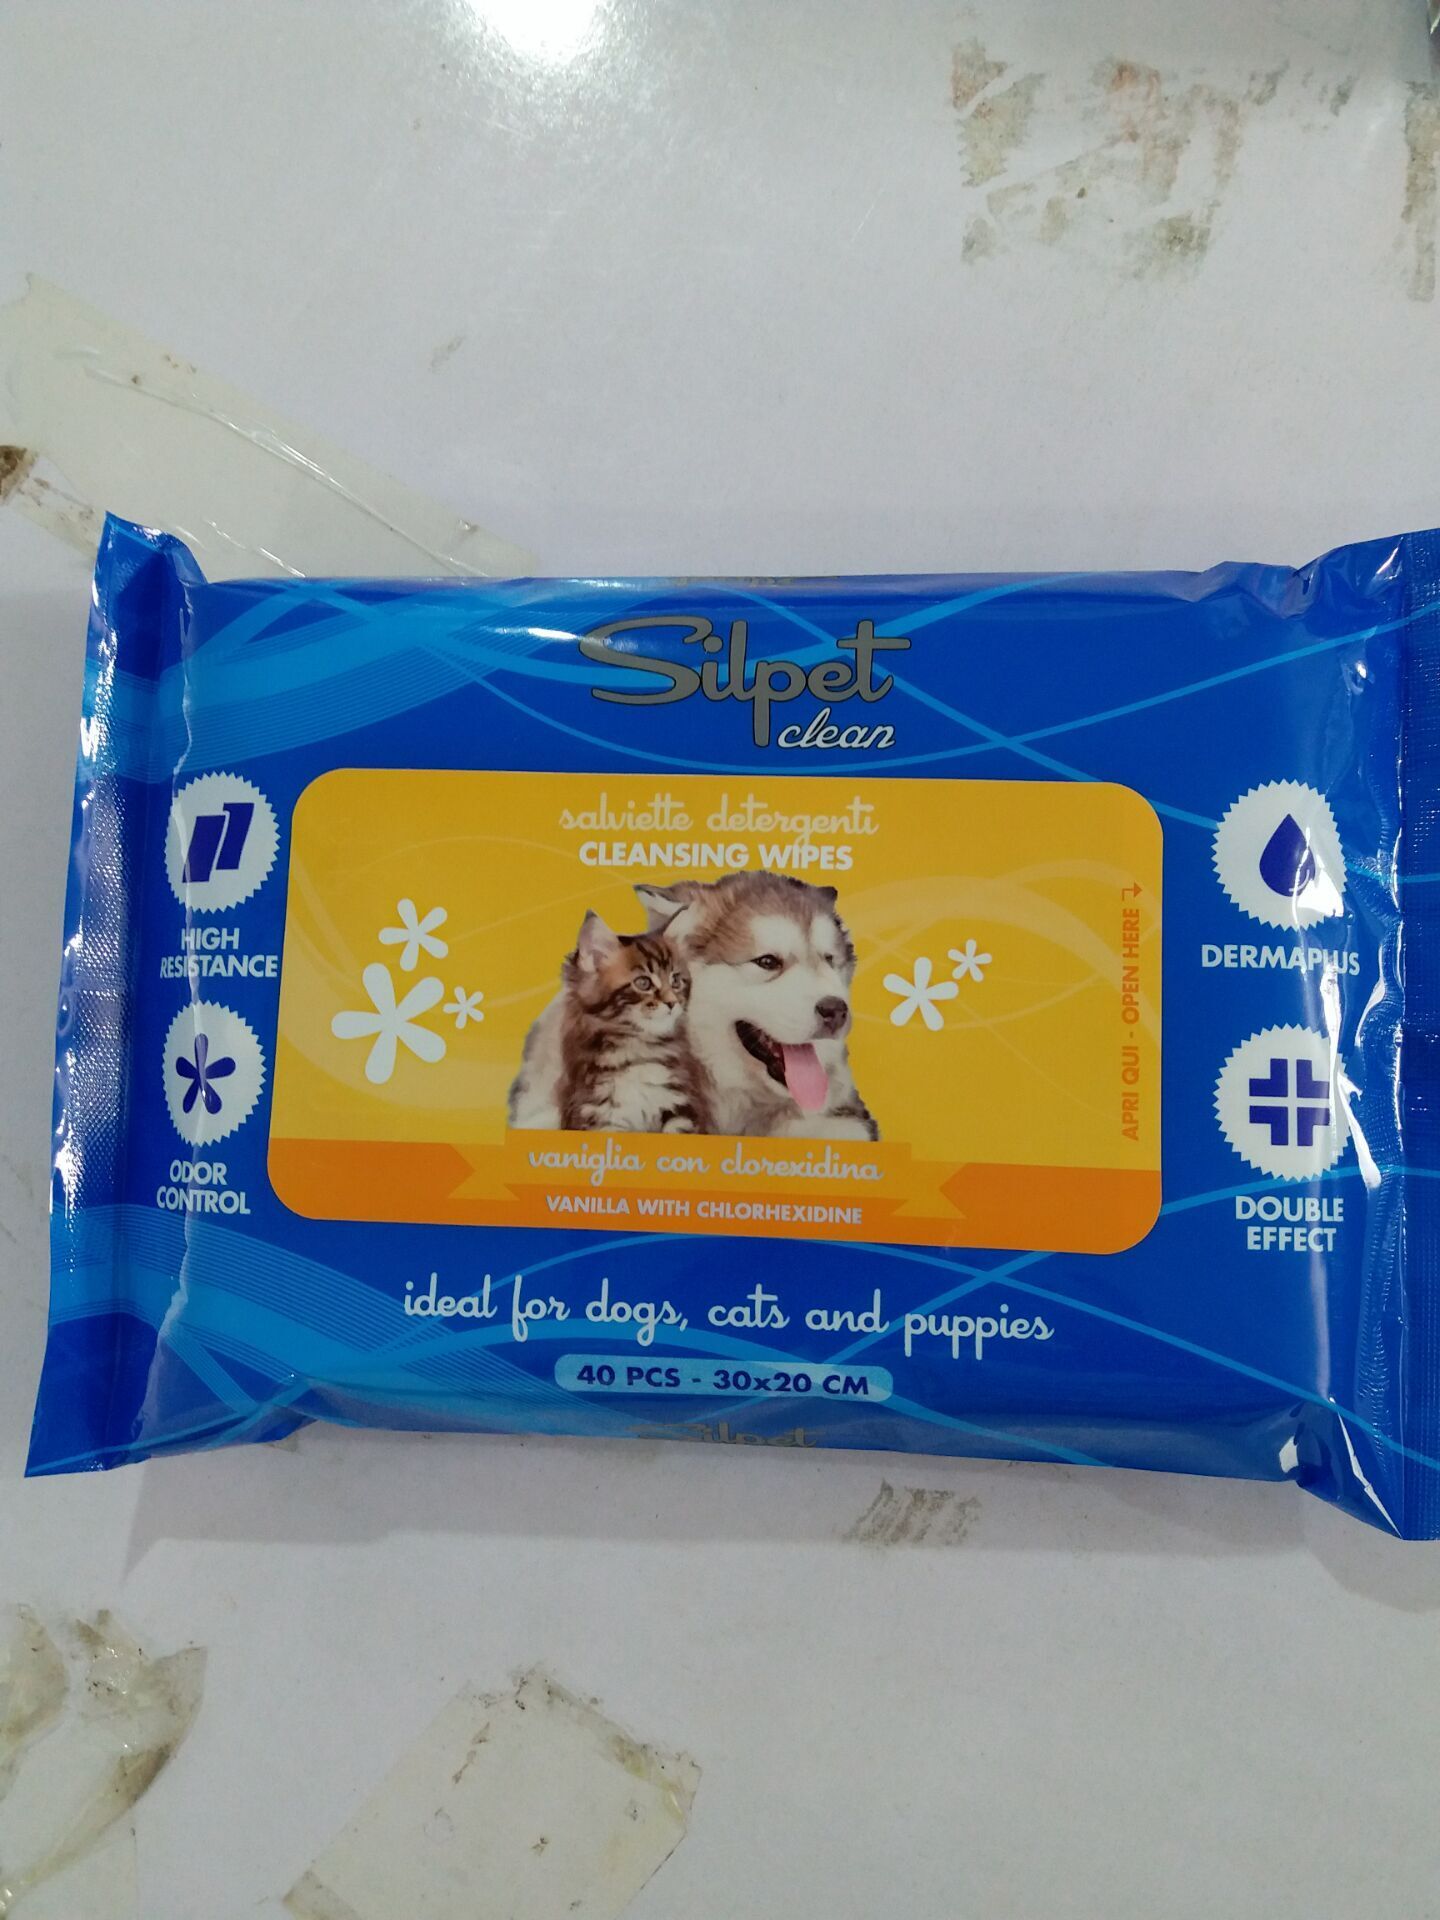 Silpet
clean
salviette detergenti
CLEANSING WIPES
HIGH
RESISTANCE
ODOR
CONTROL
DERMAPLUS
DOUBLE
EFFECT
APRI QUI - OPEN HERE
vaniglia con clorexidina
VANILLA WITH CHLORHEXIDINE
ideal for dogs, cats and puppies
40 PCS - 30x20 CM
Silpet